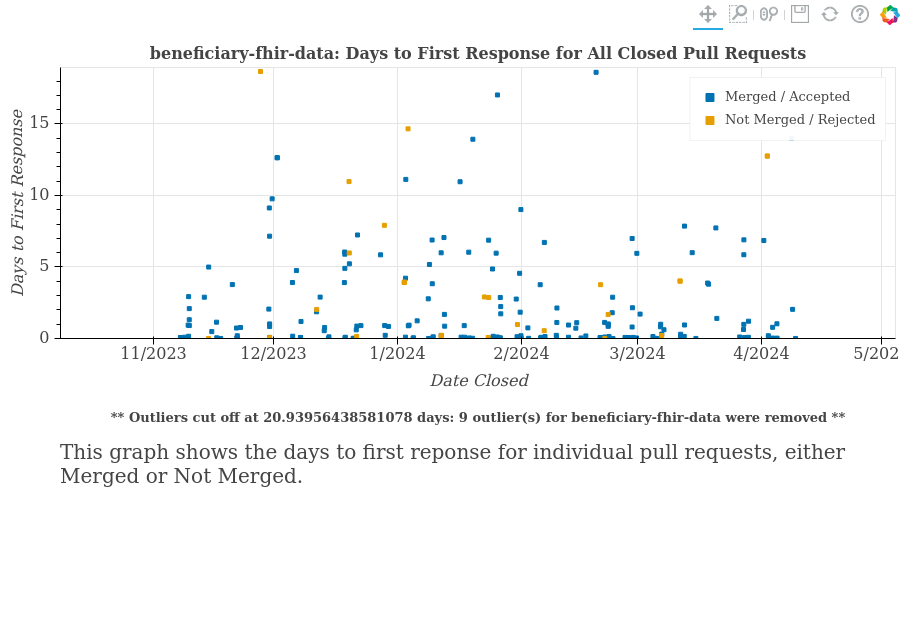 beneficiary-fhir-data: Days to First Response for All Closed Pull Requests
Merged / Accepted
Not Merged / Rejected
Days to First Response
15
10
5
0
11/2023 12/2023 1/2024 2/2024 3/2024 4/2024 5/202
Date Closed
** Outliers cut off at 20.93956438581078 days: 9 outlier(s) for beneficiary-fhir-data were removed **
This graph shows the days to first reponse for individual pull requests, either
Merged or Not Merged.